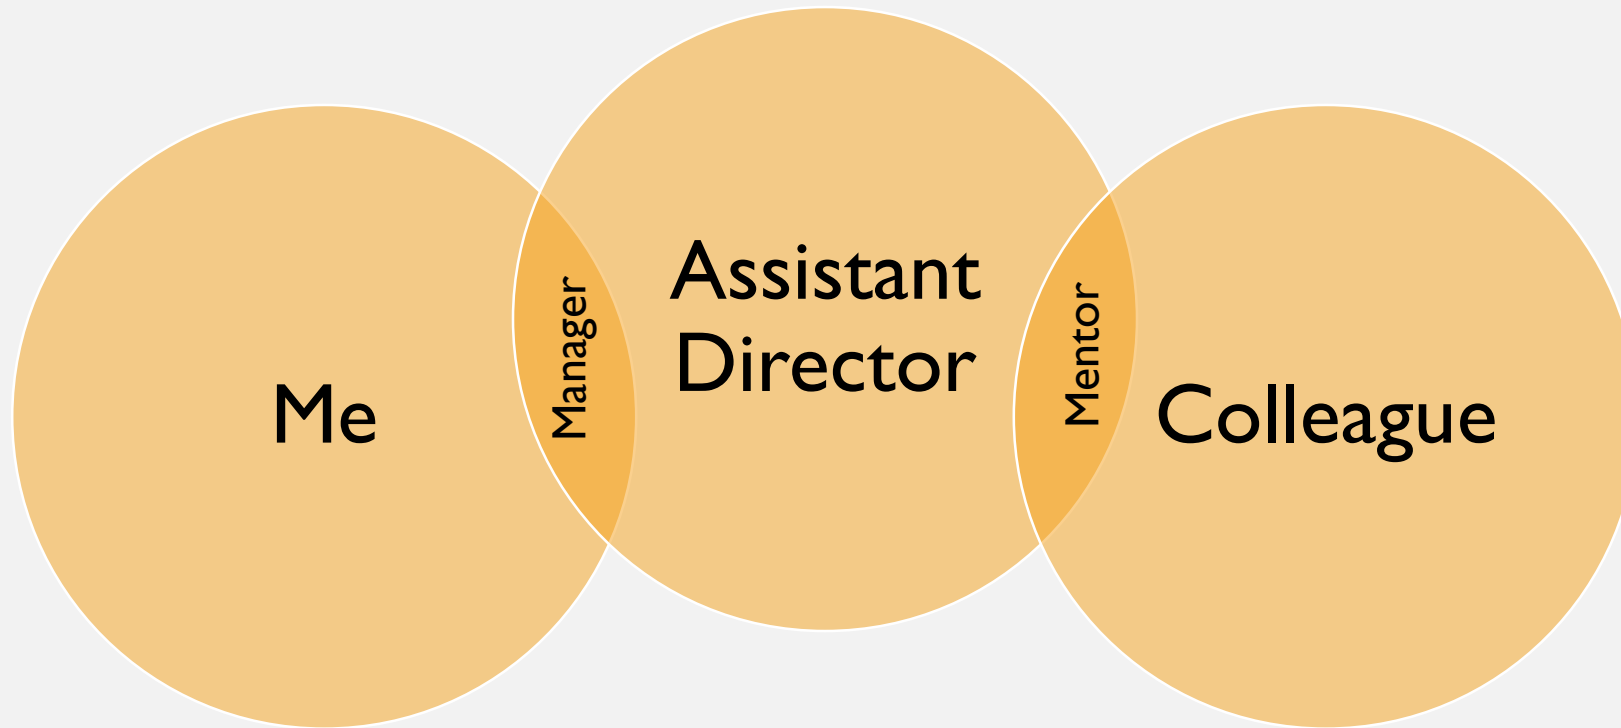 Me
Manager
Assistant
Director
Mentor
Colleague